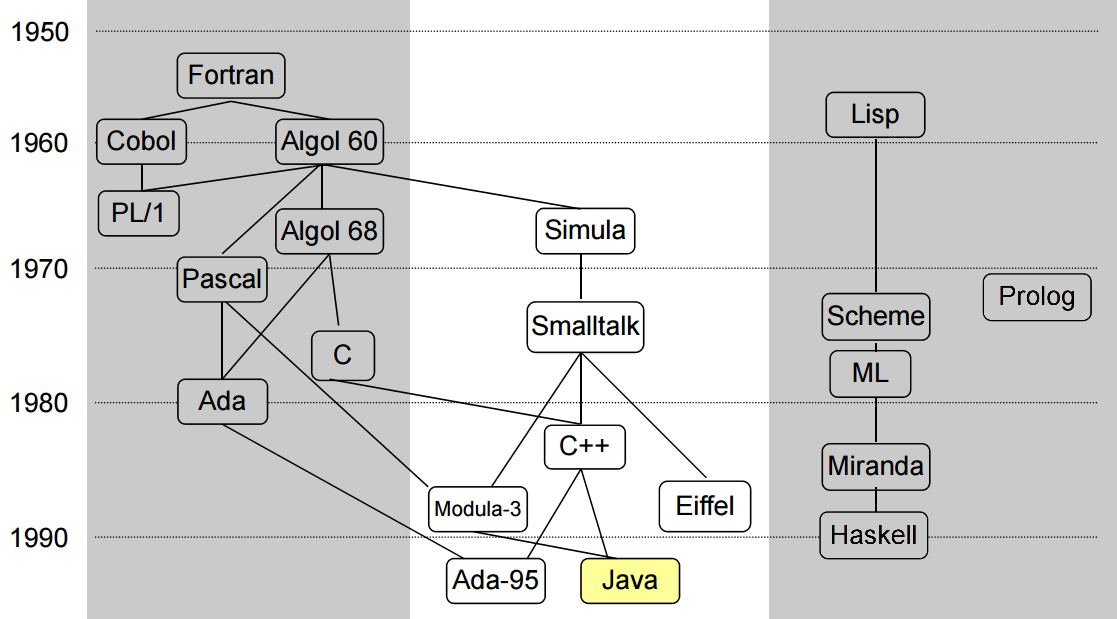 1950
Fortran
Lisp
1960
Cobol
Algol 60
PL/1
Algol 68
Simula
1970
Pascal
Prolog
Smalltalk
Scheme
C
ML
1980
Ada
C++
Miranda
Modula-3
Eiffel
1990
Haskell
Ada-95
Java